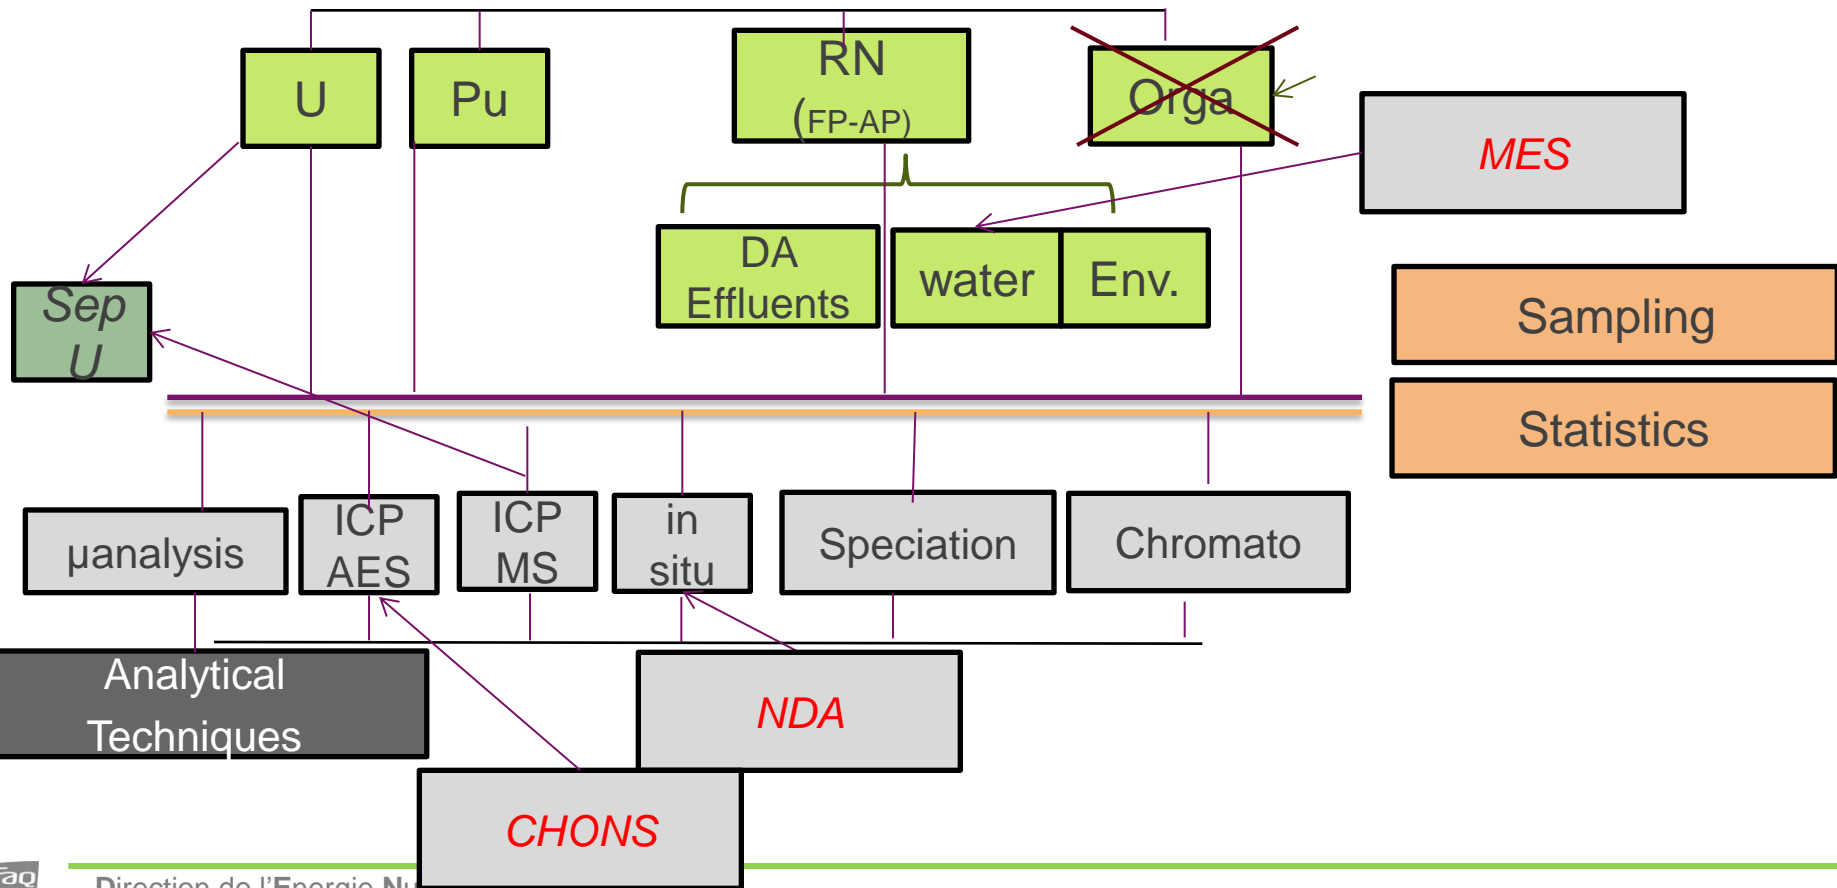 U
Pu
RN
(FP-AP)
Orga
MES
DA
Effluents
water
Env.
Sep
U
Sampling
Statistics
µanalysis
ICP
AES
ICP
MS
in
situ
Speciation
Chromato
Analytical
Techniques
NDA
CHONS
Direction de l'Energie